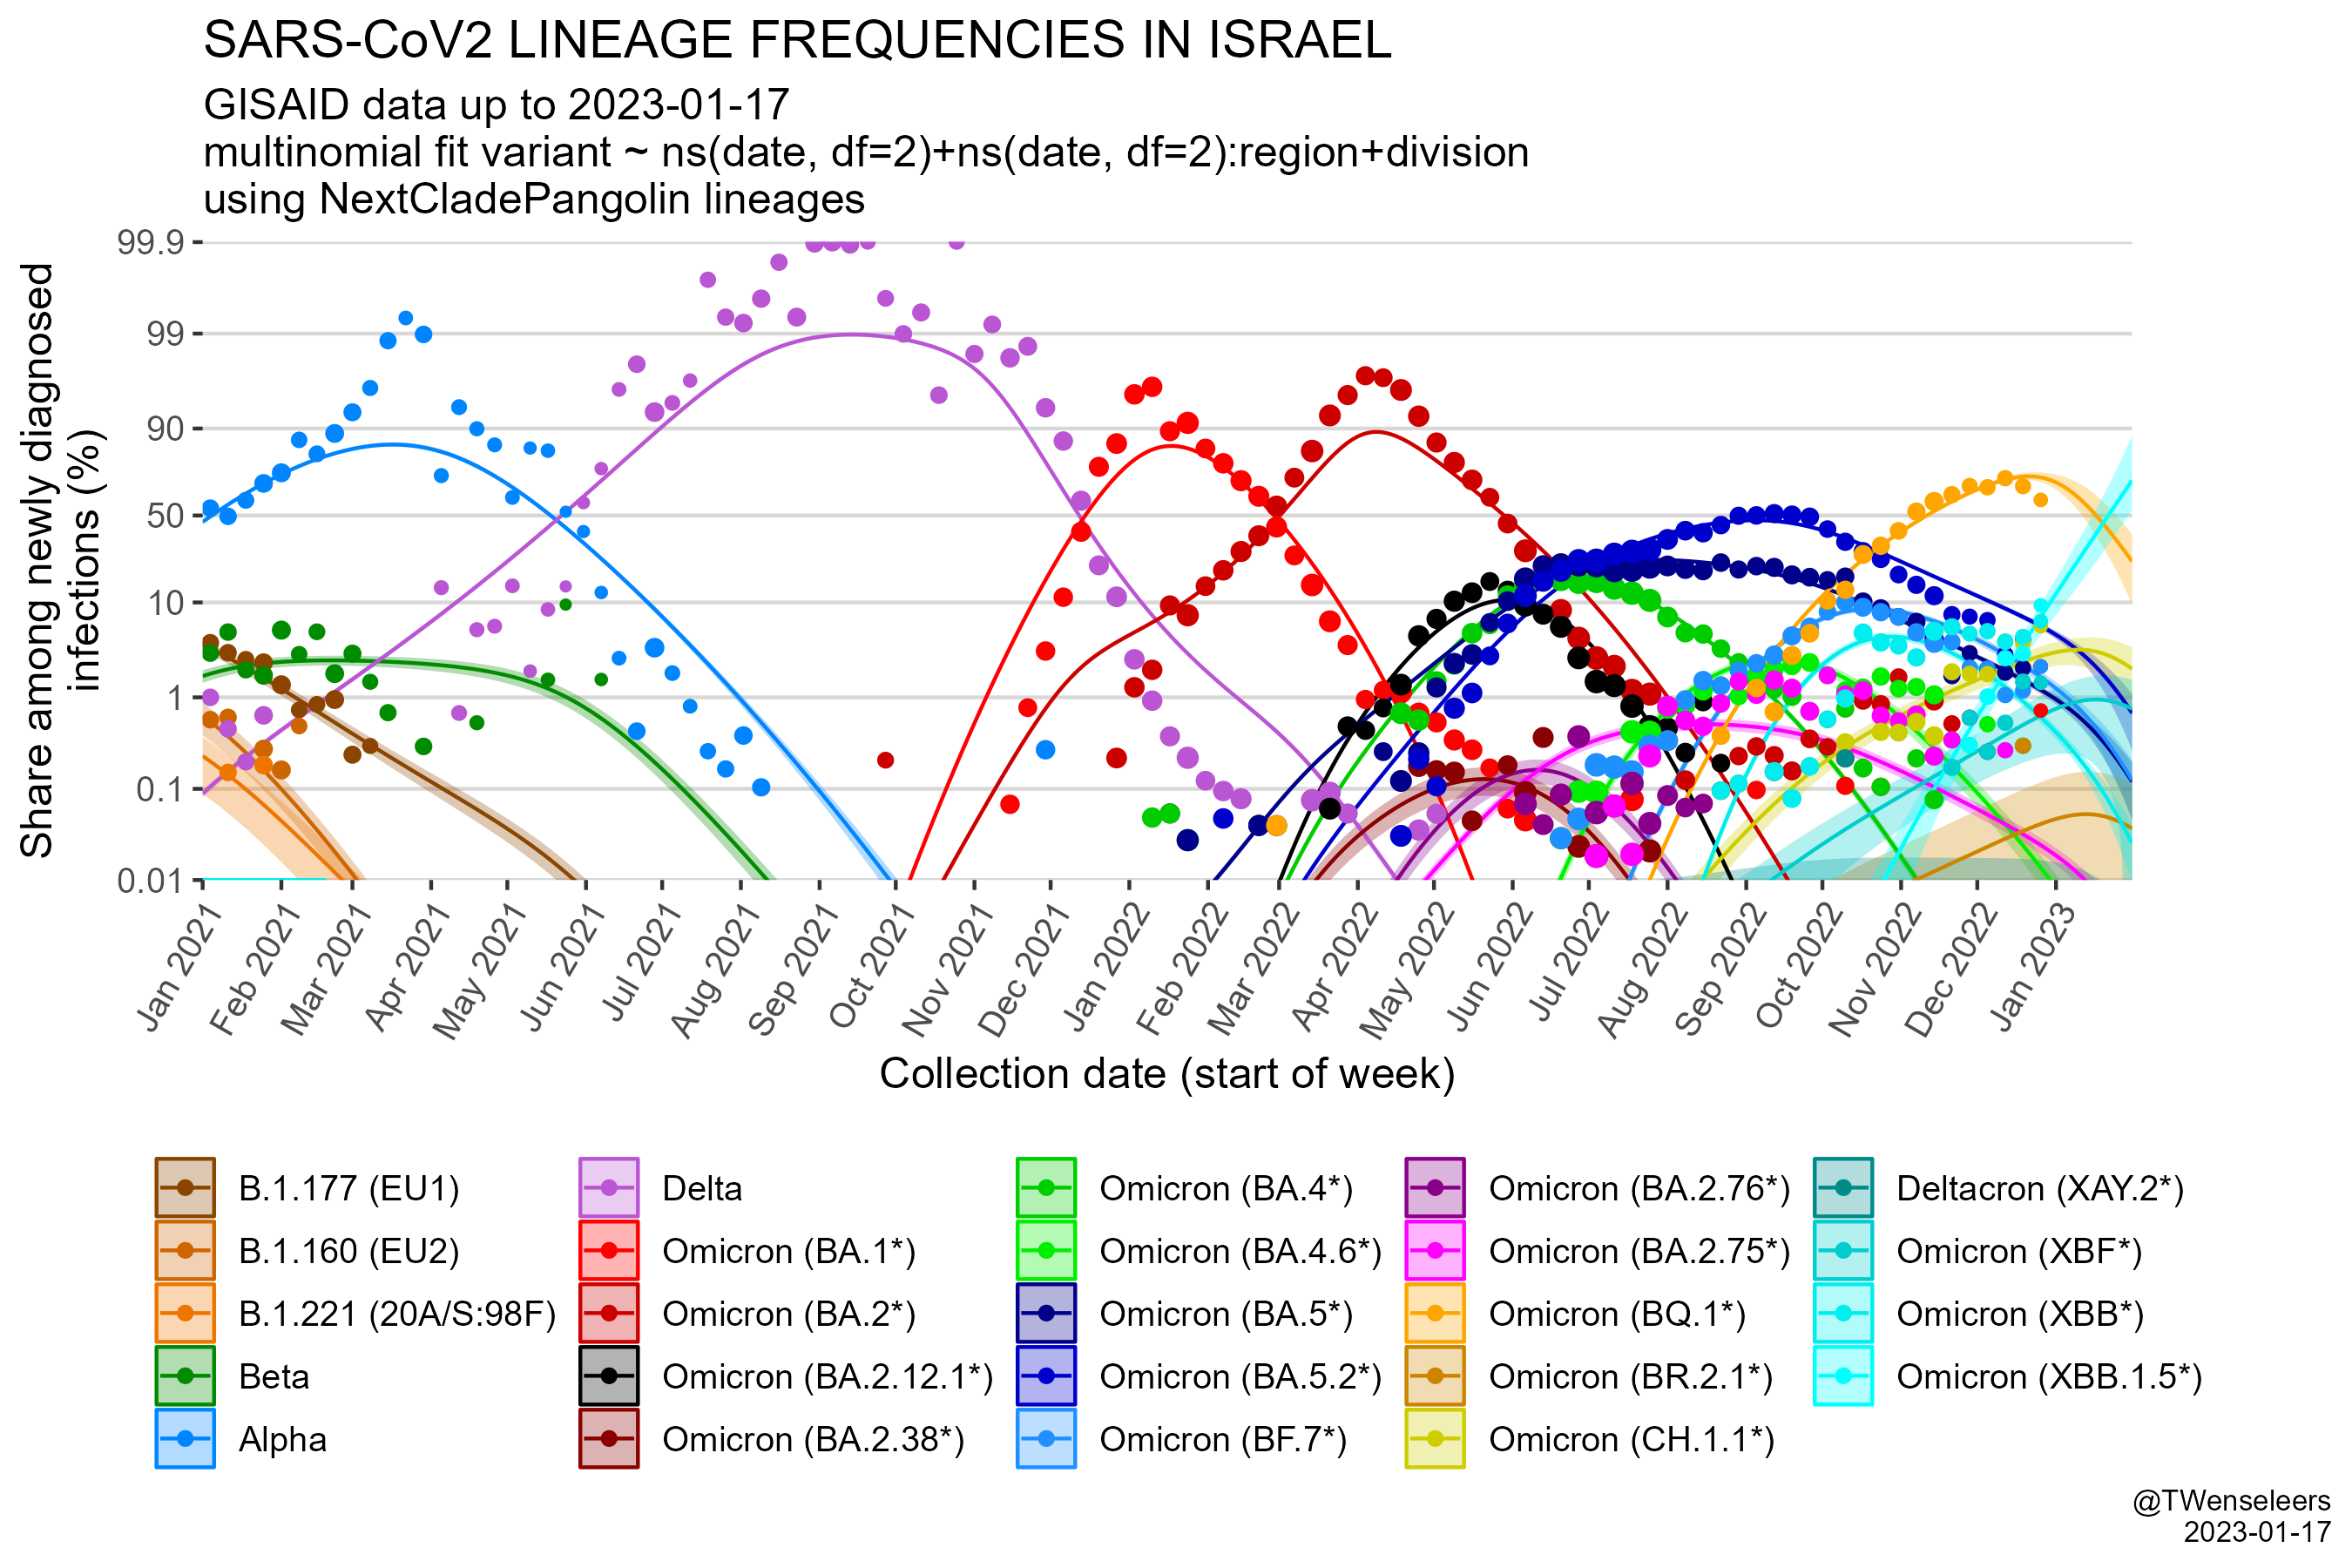 SARS-CoV2 LINEAGE FREQUENCIES IN ISRAEL
GISAID data up to 2023-01-17
multinomial fit variant ~ ns(date, df=2)+ns(date, df=2):region+division
using NextCladePangolin lineages
Share among newly diagnosed
infections (%)
99.9
99
90
50
10
1
0.1
0.01
Jan 2021
Feb 2021
Mar 2021
Apr 2021
May 2021
Jun 2021
Jul 2021
Aug 2021
Sep 2021
Oct 2021
Nov 2021
Dec 2021
Jan 2022
Feb 2022
Mar 2022
Apr 2022
May 2022
Jun 2022
Jul 2022
Aug 2022
Sep 2022
Oct 2022
Nov 2022
Dec 2022
Jan 2023
Collection date (start of week)
B.1.177 (EU1)
B.1.160 (EU2)
B.1.221 (20A/S:98F)
Beta
Alpha
Delta
Omicron (BA.1*)
Omicron (BA.2*)
Omicron (BA.2.12.1*)
Omicron (BA.2.38*)
Omicron (BA.4*)
Omicron (BA.4.6*)
Omicron (BA.5*)
Omicron (BA.5.2*)
Omicron (BF.7*)
Omicron (BA.2.76*)
Omicron (BA.2.75*)
Omicron (BQ.1*)
Omicron (BR.2.1*)
Omicron (CH.1.1*)
Deltacron (XAY.2*)
Omicron (XBF*)
Omicron (XBB*)
Omicron (XBB.1.5*)
@TWenseleers
2023-01-17